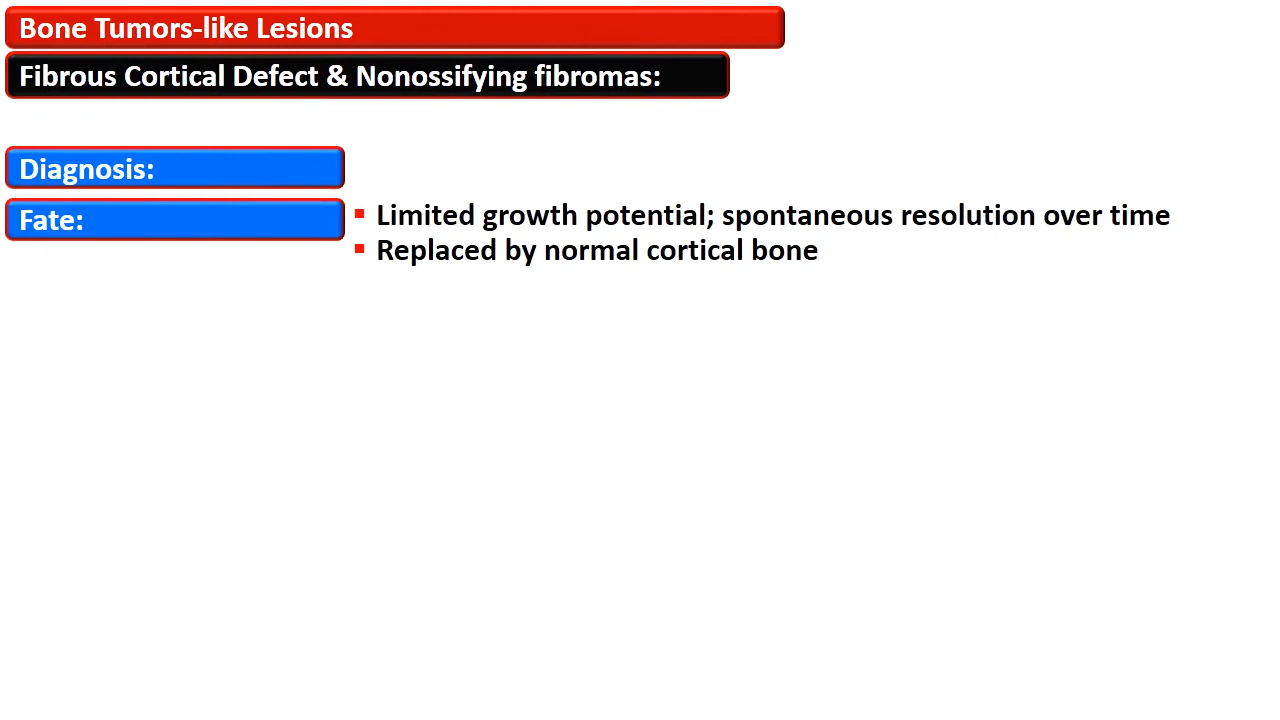 Bone Tumors-like Lesions
Fibrous Cortical Defect & Nonossifying fibromas:
Diagnosis:
Fate:
▪ Limited growth potential; spontaneous resolution over time
▪ Replaced by normal cortical bone